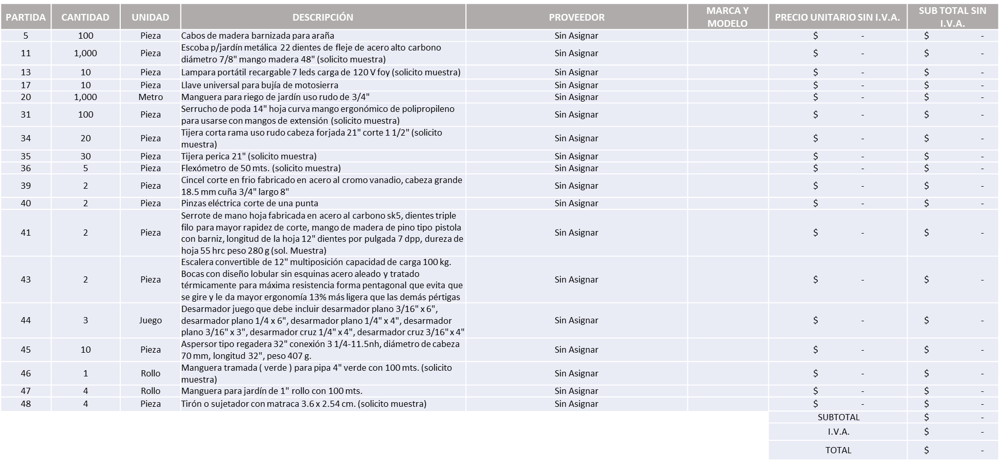 PARTIDA CANTIDAD UNIDAD DESCRIPCIÓN PROVEEDOR MARCA Y MODELO PRECIO UNITARIO SIN I.V.A. SUB TOTAL SIN I.V.A.
5 100 Pieza Cabos de madera barnizada para araña Sin Asignar $ - $ -
11 1,000 Pieza Escoba p/jardín metálica 22 dientes de fleje de acero alto carbono
diámetro 7/8" mango madera 48" (solicito muestra) Sin Asignar $ - $ -
13 10 Pieza Lampara portátil recargable 7 leds carga de 120 V foy (solicito muestra) Sin Asignar $ - $ -
17 10 Pieza Llave universal para bujía de motosierra Sin Asignar $ - $ -
20 1,000 Metro Manguera para riego de jardín uso rudo de 3/4" Sin Asignar $ - $ -
31 100 Pieza Serrucho de poda 14" hoja curva mango ergonómico de polipropileno
para usarse con mangos de extensión (solicito muestra) Sin Asignar $ - $ -
34 20 Pieza Tijera corta rama uso rudo cabeza forjada 21" corte 1 1/2" (solicito
muestra) Sin Asignar $ - $ -
35 30 Pieza Tijera perica 21" (solicito muestra) Sin Asignar $ - $ -
36 5 Pieza Flexómetro de 50 mts. (solicito muestra) Sin Asignar $ - $ -
39 2 Pieza Cincel corte en frio fabricado en acero al cromo vanadio, cabeza grande
18.5 mm cuña 3/4" largo 8" Sin Asignar $ - $ -
40 2 Pieza Pinzas eléctrica corte de una punta Sin Asignar $ - $ -
41 2 Pieza Serrote de mano hoja fabricada en acero al carbono sk5, dientes triple
filo para mayor rapidez de corte, mango de madera de pino tipo pistola
con barniz, longitud de la hoja 12" dientes por pulgada 7 dpp, dureza de
hoja 55 hrc peso 280 g (sol. Muestra) Sin Asignar $ - $ -
43 2 Pieza Escalera convertible de 12" multiposición capacidad de carga 100 kg.
Bocas con diseño lobular sin esquinas acero aleado y tratado
térmicamente para máxima resistencia forma pentagonal que evita que
se gire y le da mayor ergonomía 13% más ligera que las demás pértigas Sin Asignar $ - $ -
44 3 Juego Desarmador juego que debe incluir desarmador plano 3/16" x 6",
desarmador plano 1/4 x 6", desarmador plano 1/4" x 4", desarmador
plano 3/16" x 3", desarmador cruz 1/4" x 4", desarmador cruz 3/16" x 4" Sin Asignar $ - $ -
45 10 Pieza Aspersor tipo regadera 32" conexión 3 1/4-11.5nh, diámetro de cabeza
70 mm, longitud 32", peso 407 g. Sin Asignar $ - $ -
46 1 Rollo Manguera tramada ( verde ) para pipa 4" verde con 100 mts. (solicito
muestra) Sin Asignar $ - $ -
47 4 Rollo Manguera para jardín de 1" rollo con 100 mts. Sin Asignar $ - $ -
48 4 Pieza Tirón o sujetador con matraca 3.6 x 2.54 cm. (solicito muestra) Sin Asignar $ - $ -
SUBTOTAL $ -
I.V.A. $ -
TOTAL $ -